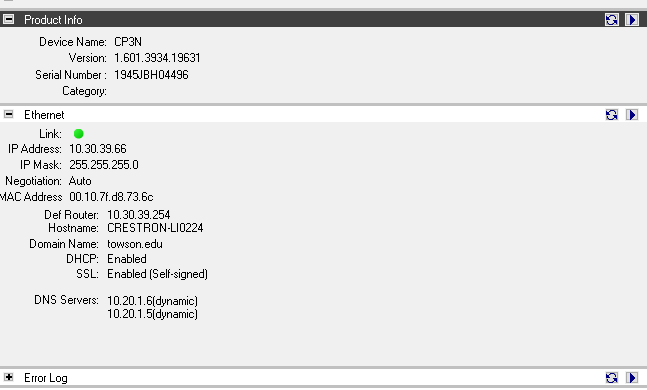 Product Info
Device Name: CP3N
Version: 1.601.3934.19631
Serial Number : 1945JBH04496
Category:
Ethernet
Link:
IP Address: 10.30.39.66
IP Mask: 255.255.255.0
Negotiation: Auto
MAC Address 00.10.7f.d8.73.6c
Def Router: 10.30.39.254
Hostname: CRESTRON-LI0224
Domain Name: towson.edu
DHCP: Enabled
SSL: Enabled (Self-signed)
DNS Servers: 10.20.1.6(dynamic)
10.20.1.5(dynamic)
Error Log